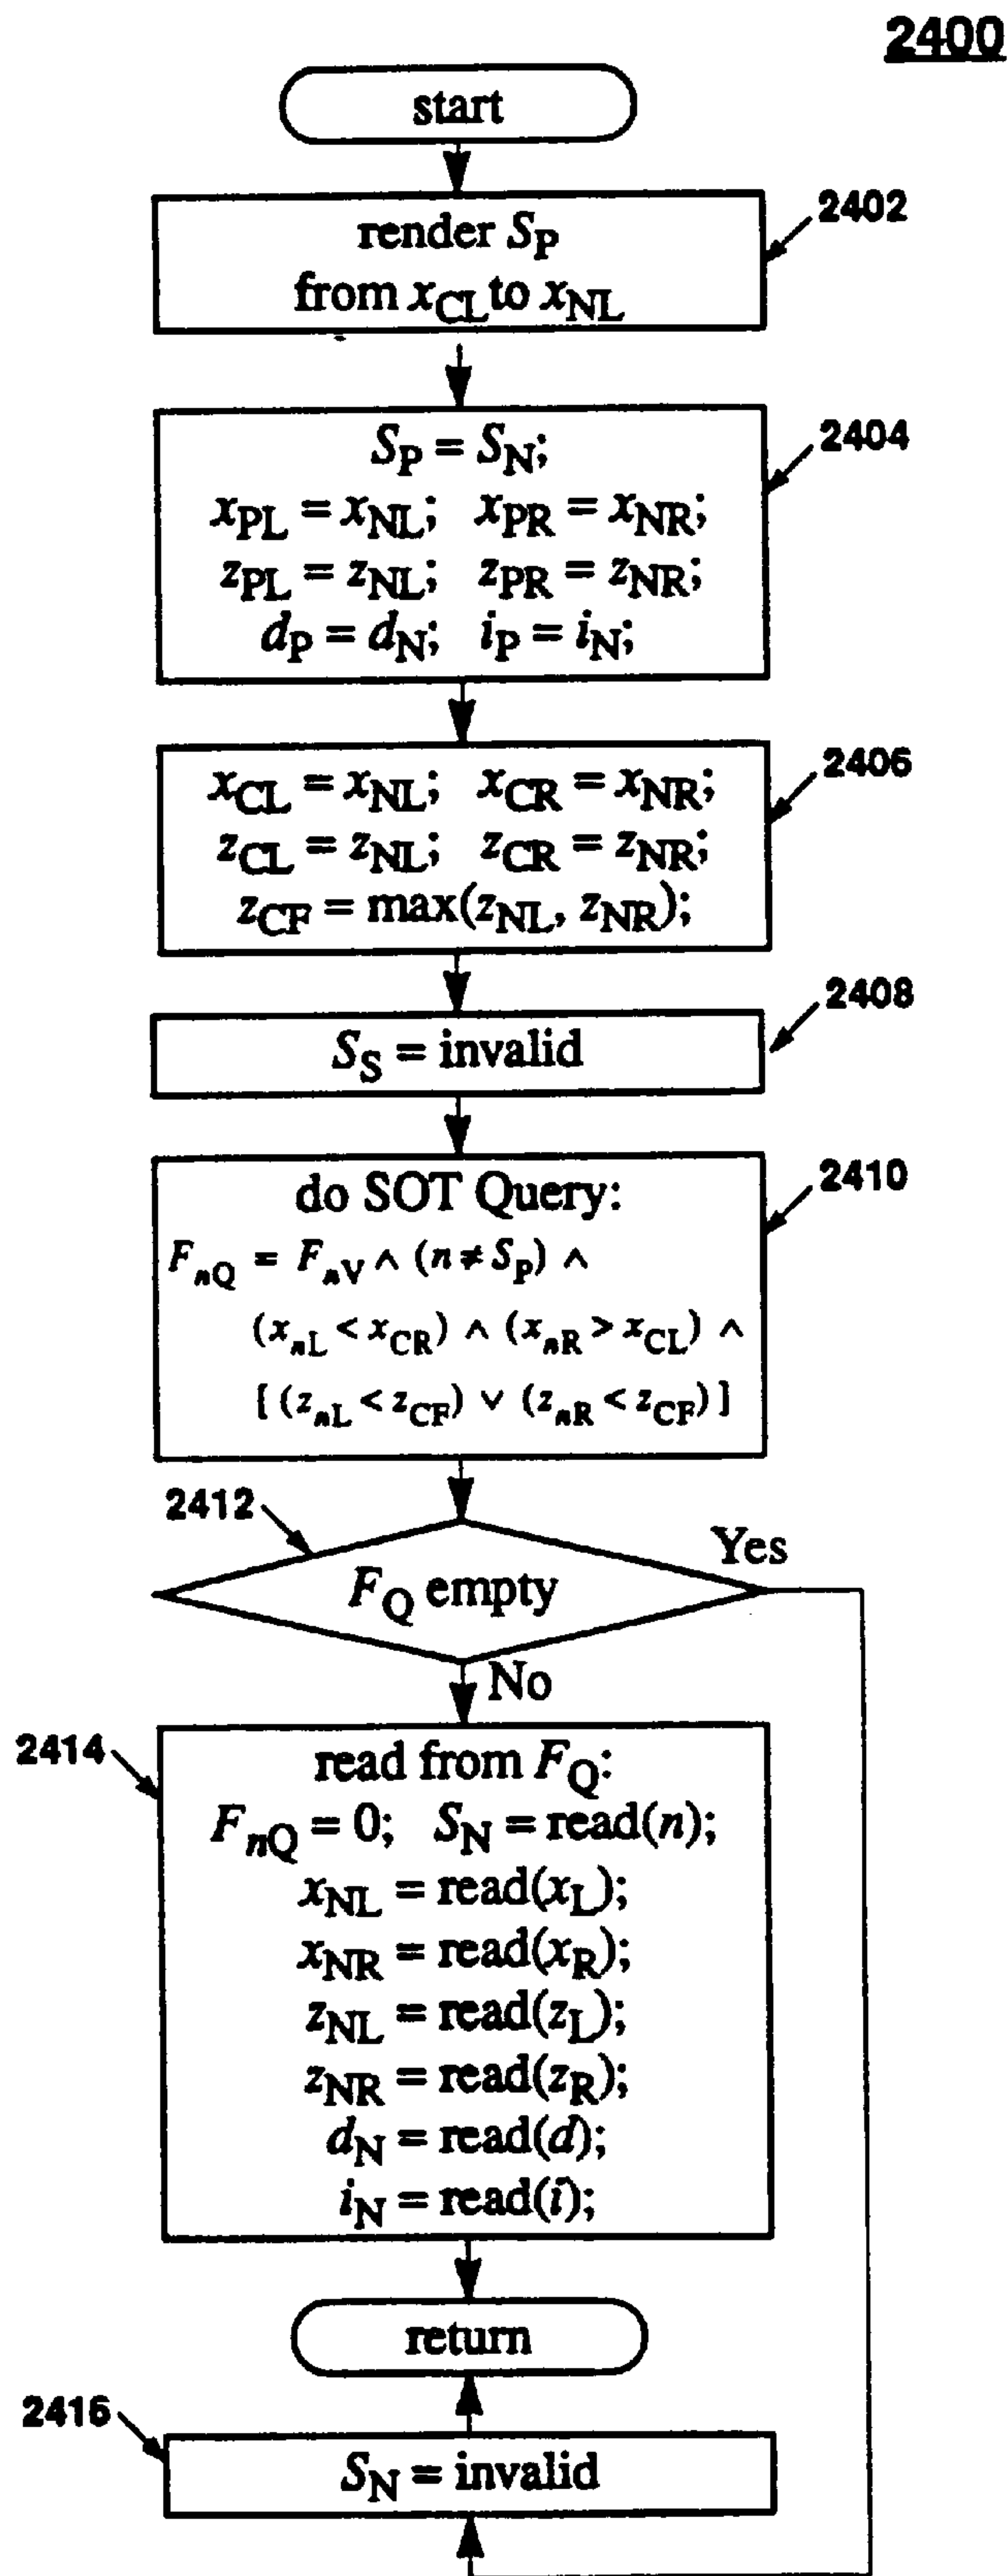 2400
start
render S_P
from x_CL to x_NL
2402
S_P = S_N;
x_PL = x_NL; x_PR = x_NR;
z_PL = z_NL; z_PR = z_NR;
d_P = d_N; i_P = i_N;
2404
x_CL = x_NL; x_CR = x_NR;
z_CL = z_NL; z_CR = z_NR;
z_CF = max(z_NL, z_NR);
2406
S_S = invalid
2408
do SOT Query:
F_nQ = F_nV ∧ (n ≠ S_P) ∧
(x_nL < x_CR) ∧ (x_nR > x_CL) ∧
[(z_nL < z_CF) ∨ (z_nR < z_CF)]
2410
2412
F_Q empty
Yes
No
2414
read from F_Q:
F_nQ = 0; S_N = read(n);
x_NL = read(x_L);
x_NR = read(x_R);
z_NL = read(z_L);
z_NR = read(z_R);
d_N = read(d);
i_N = read(i);
return
2416
S_N = invalid